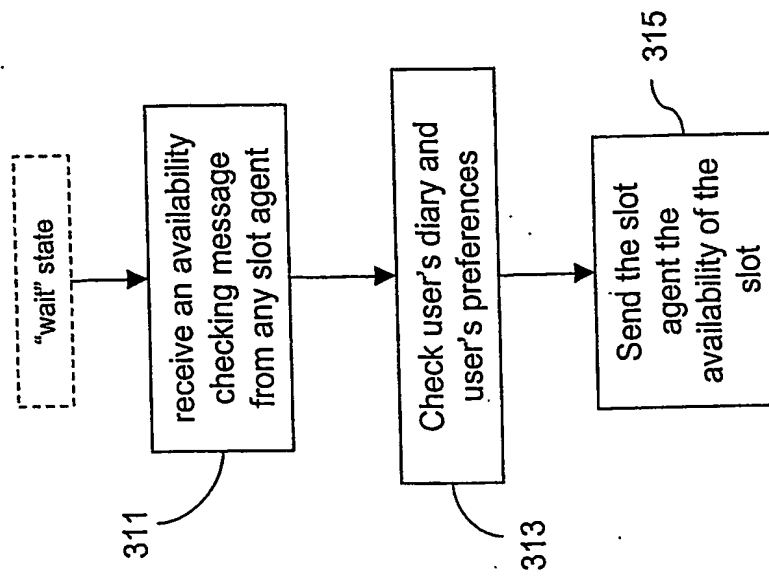 "wait" state
receive an availability
checking message
from any slot agent
311
Check user's diary and
user's preferences
313
Send the slot
agent the
availability of the
slot
315